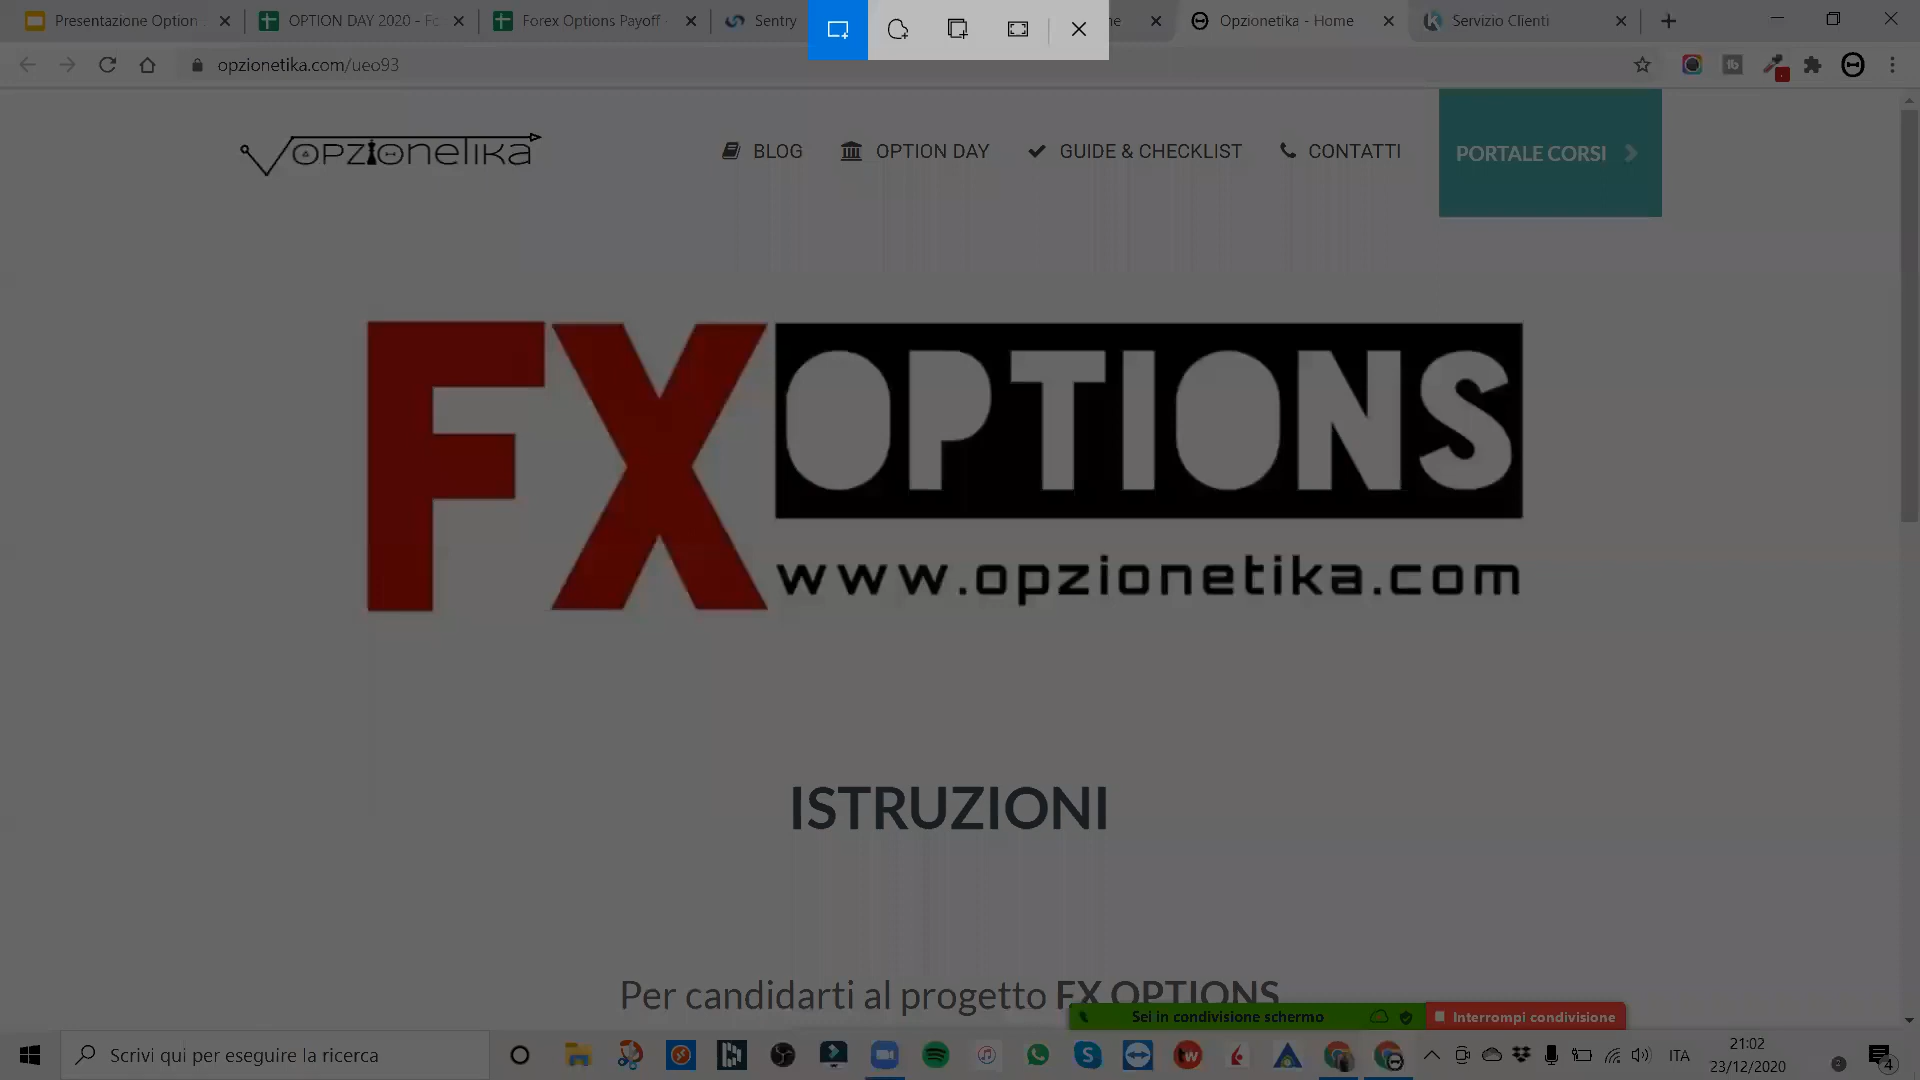 Presentazione Option
OPTION DAY 2020 - Fo
Forex Options Payoff -
Sentry
ne
Opzionetika - Home
Servizio Clienti
opzionetika.com/ueo93
opzionetika
BLOG
OPTION DAY
GUIDE & CHECKLIST
CONTATTI
PORTALE CORSI
FX OPTIONS
www.opzionetika.com
ISTRUZIONI
Per candidarti al progetto FX OPTIONS
Sei in condivisione schermo
Interrompi condivisione
Scrivi qui per eseguire la ricerca
ITA
21:02
23/12/2020
4